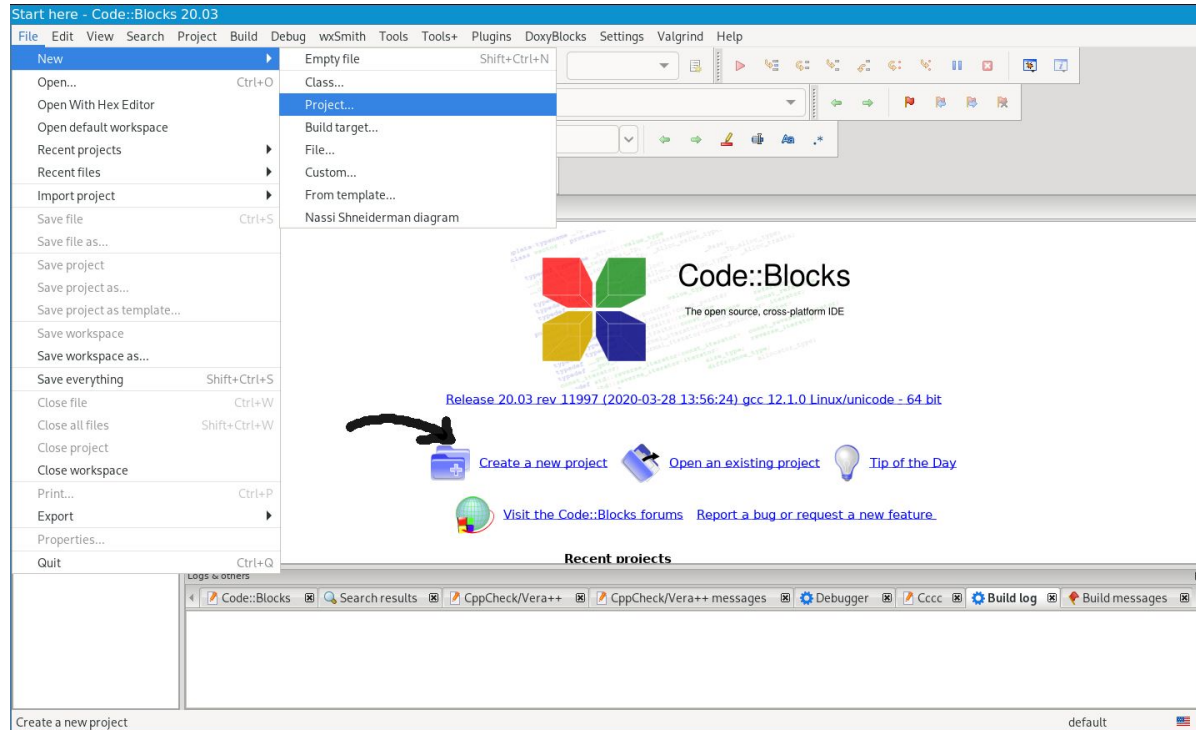 Start here - Code::Blocks 20.03
File Edit View Search Project Build Debug wxSmith Tools Tools+ Plugins DoxyBlocks Settings Valgrind Help
New
Open... Ctrl+O
Open With Hex Editor
Open default workspace
Recent projects
Recent files
Import project
Save file Ctrl+S
Save file as...
Save project
Save project as...
Save project as template...
Save workspace
Save workspace as...
Save everything Shift+Ctrl+S
Close file Ctrl+W
Close all files Shift+Ctrl+W
Close project
Close workspace
Print... Ctrl+P
Export
Properties...
Quit Ctrl+Q
Empty file Shift+Ctrl+N
Class...
Project...
Build target...
File...
Custom...
From template...
Nassi Shneiderman diagram
Aa .*
Code::Blocks
The open source, cross-platform IDE
Release 20.03 rev 11997 (2020-03-28 13:56:24) gcc 12.1.0 Linux/unicode - 64 bit
Create a new project Open an existing project Tip of the Day
Visit the Code::Blocks forums Report a bug or request a new feature
Recent projects
Logs & others
Code::Blocks Search results CppCheck/Vera++ CppCheck/Vera++ messages Debugger Cccc Build log Build messages
Create a new project default